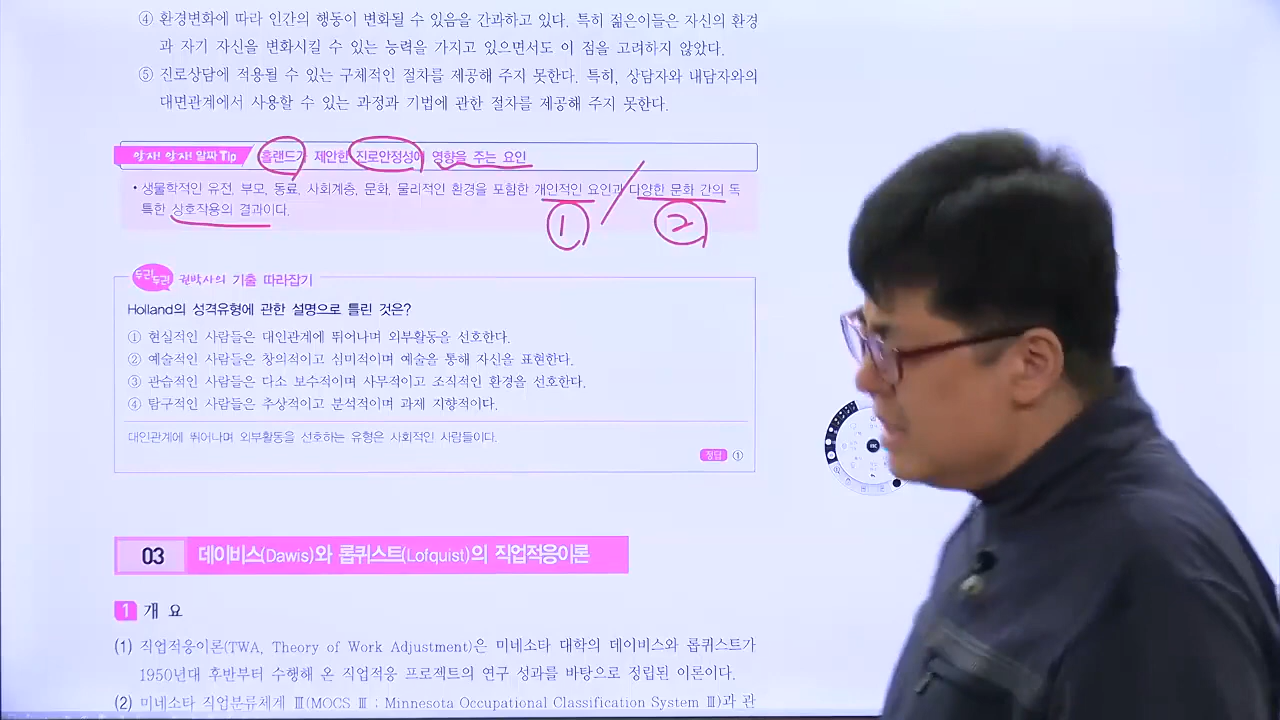 ④ 환경변화에 따라 인간의 행동이 변화될 수 있음을 간과하고 있다. 특히 젊은이들은 자신의 환경
과 자기 자신을 변화시킬 수 있는 능력을 가지고 있으면서도 이 점을 고려하지 않았다.
⑤ 진로상담에 적용될 수 있는 구체적인 절차를 제공해 주지 못한다. 특히, 상담자와 내담자와의
대면관계에서 사용할 수 있는 과정과 기법에 관한 절차를 제공해 주지 못한다.
알짜 Tip 홀랜드가 제안한 진로안정성에 영향을 주는 요인
• 생물학적인 유전, 부모, 동료, 사회계층, 문화, 물리적인 환경을 포함한 개인적인 요인과 다양한 문화 간의 독
특한 상호작용의 결과이다.
① / ②
기출 따라잡기
Holland의 성격유형에 관한 설명으로 틀린 것은?
① 현실적인 사람들은 대인관계에 뛰어나며 외부활동을 선호한다.
② 예술적인 사람들은 심미적이며 예술을 통해 자신을 표현한다.
③ 관습적인 사람들은 다소 보수적이며 사무적이고 조직적인 환경을 선호한다.
④ 탐구적인 사람들은 추상적이고 분석적이며 과제 지향적이다.
뛰어나며 외부활동을 선호하는 유형은 사회적인 사람들이다.
정답 ①
03 데이비스(Dawis)와 롭퀴스트(Lofquist)의 직업적응이론
1 개 요
(1) 직업적응이론(TWA, Theory of Work Adjustment)은 미네소타 대학의 데이비스와 롭퀴스트가
1950년대 후반부터 수행해 온 직업적응 프로젝트의 연구 성과를 바탕으로 정립된 이론이다.
(2) 미네소타 직업분류체계 Ⅲ Classification System Ⅲ)과 관